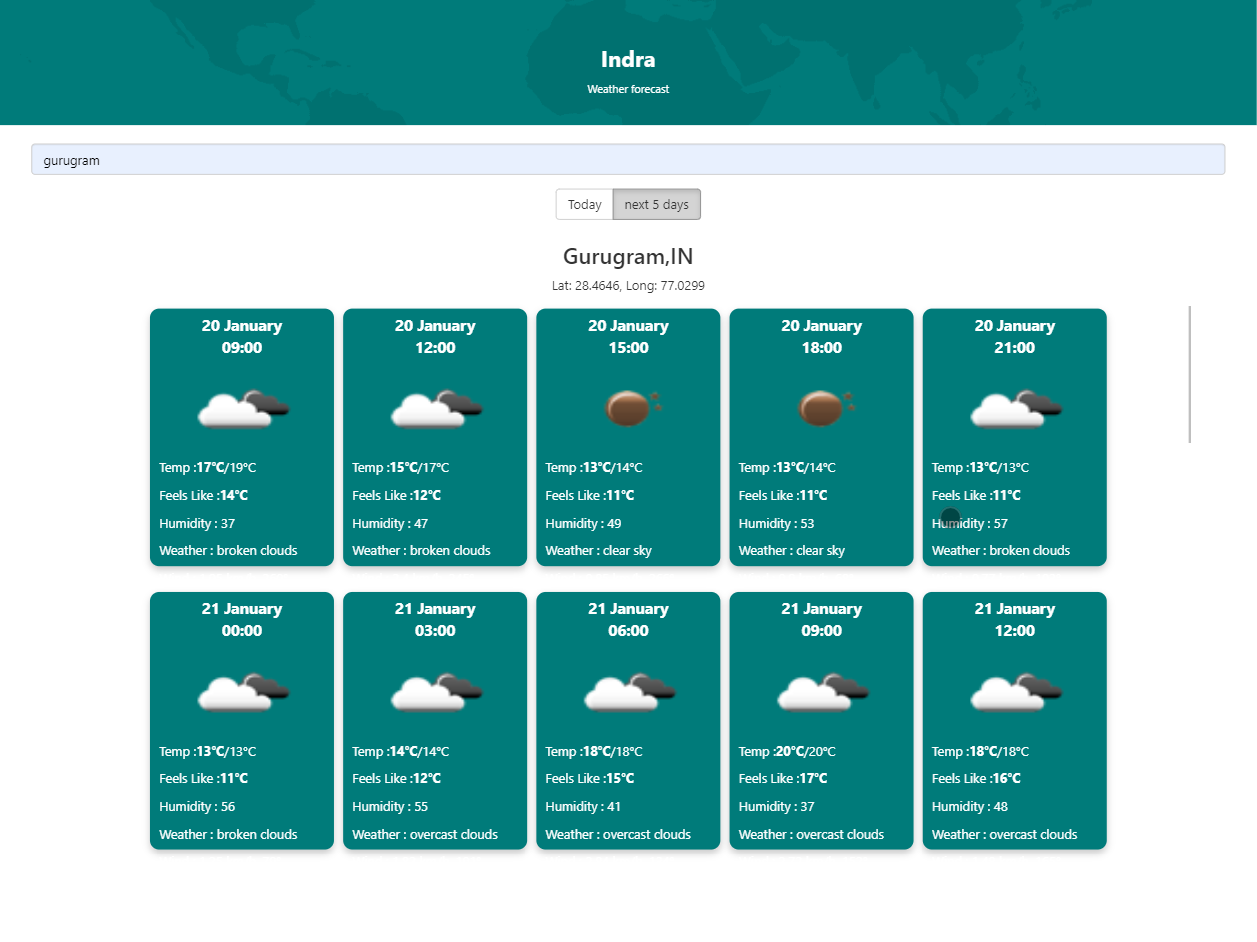 Indra
Weather forecast
gurugram
Today next 5 days
Gurugram,IN
Lat: 28.4646, Long: 77.0299
20 January
09:00
Temp :17°C/19°C
Feels Like :14°C
Humidity : 37
Weather : broken clouds
20 January
12:00
Temp :15°C/17°C
Feels Like :12°C
Humidity : 47
Weather : broken clouds
20 January
15:00
Temp :13°C/14°C
Feels Like :11°C
Humidity : 49
Weather : clear sky
20 January
18:00
Temp :13°C/14°C
Feels Like :11°C
Humidity : 53
Weather : clear sky
20 January
21:00
Temp :13°C/13°C
Feels Like :11°C
Humidity : 57
Weather : broken clouds
21 January
00:00
Temp :13°C/13°C
Feels Like :11°C
Humidity : 56
Weather : broken clouds
21 January
03:00
Temp :14°C/14°C
Feels Like :12°C
Humidity : 55
Weather : overcast clouds
21 January
06:00
Temp :18°C/18°C
Feels Like :15°C
Humidity : 41
Weather : overcast clouds
21 January
09:00
Temp :20°C/20°C
Feels Like :17°C
Humidity : 37
Weather : overcast clouds
21 January
12:00
Temp :18°C/18°C
Feels Like :16°C
Humidity : 48
Weather : overcast clouds